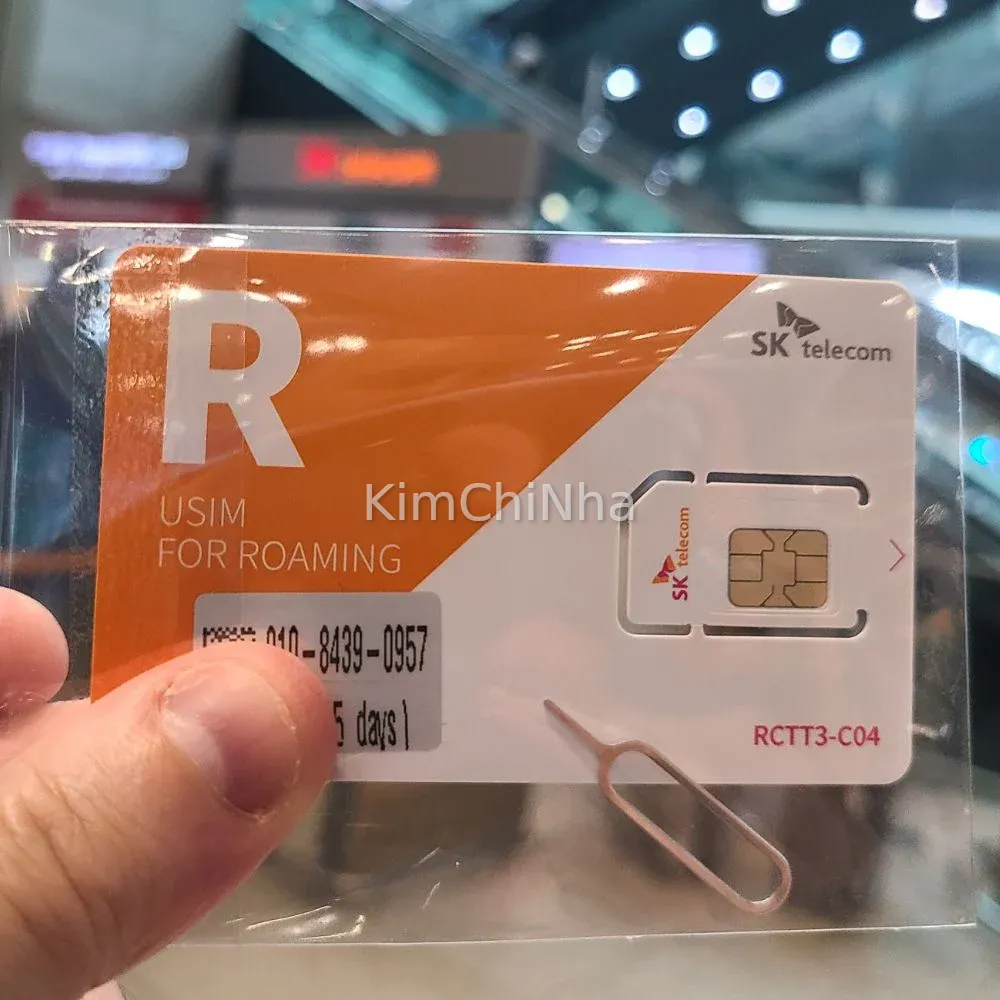 R
SK telecom
USIM
FOR ROAMING
KimChiNha
SK telecom
010-8439-0957
5 days)
RCTT3-C04